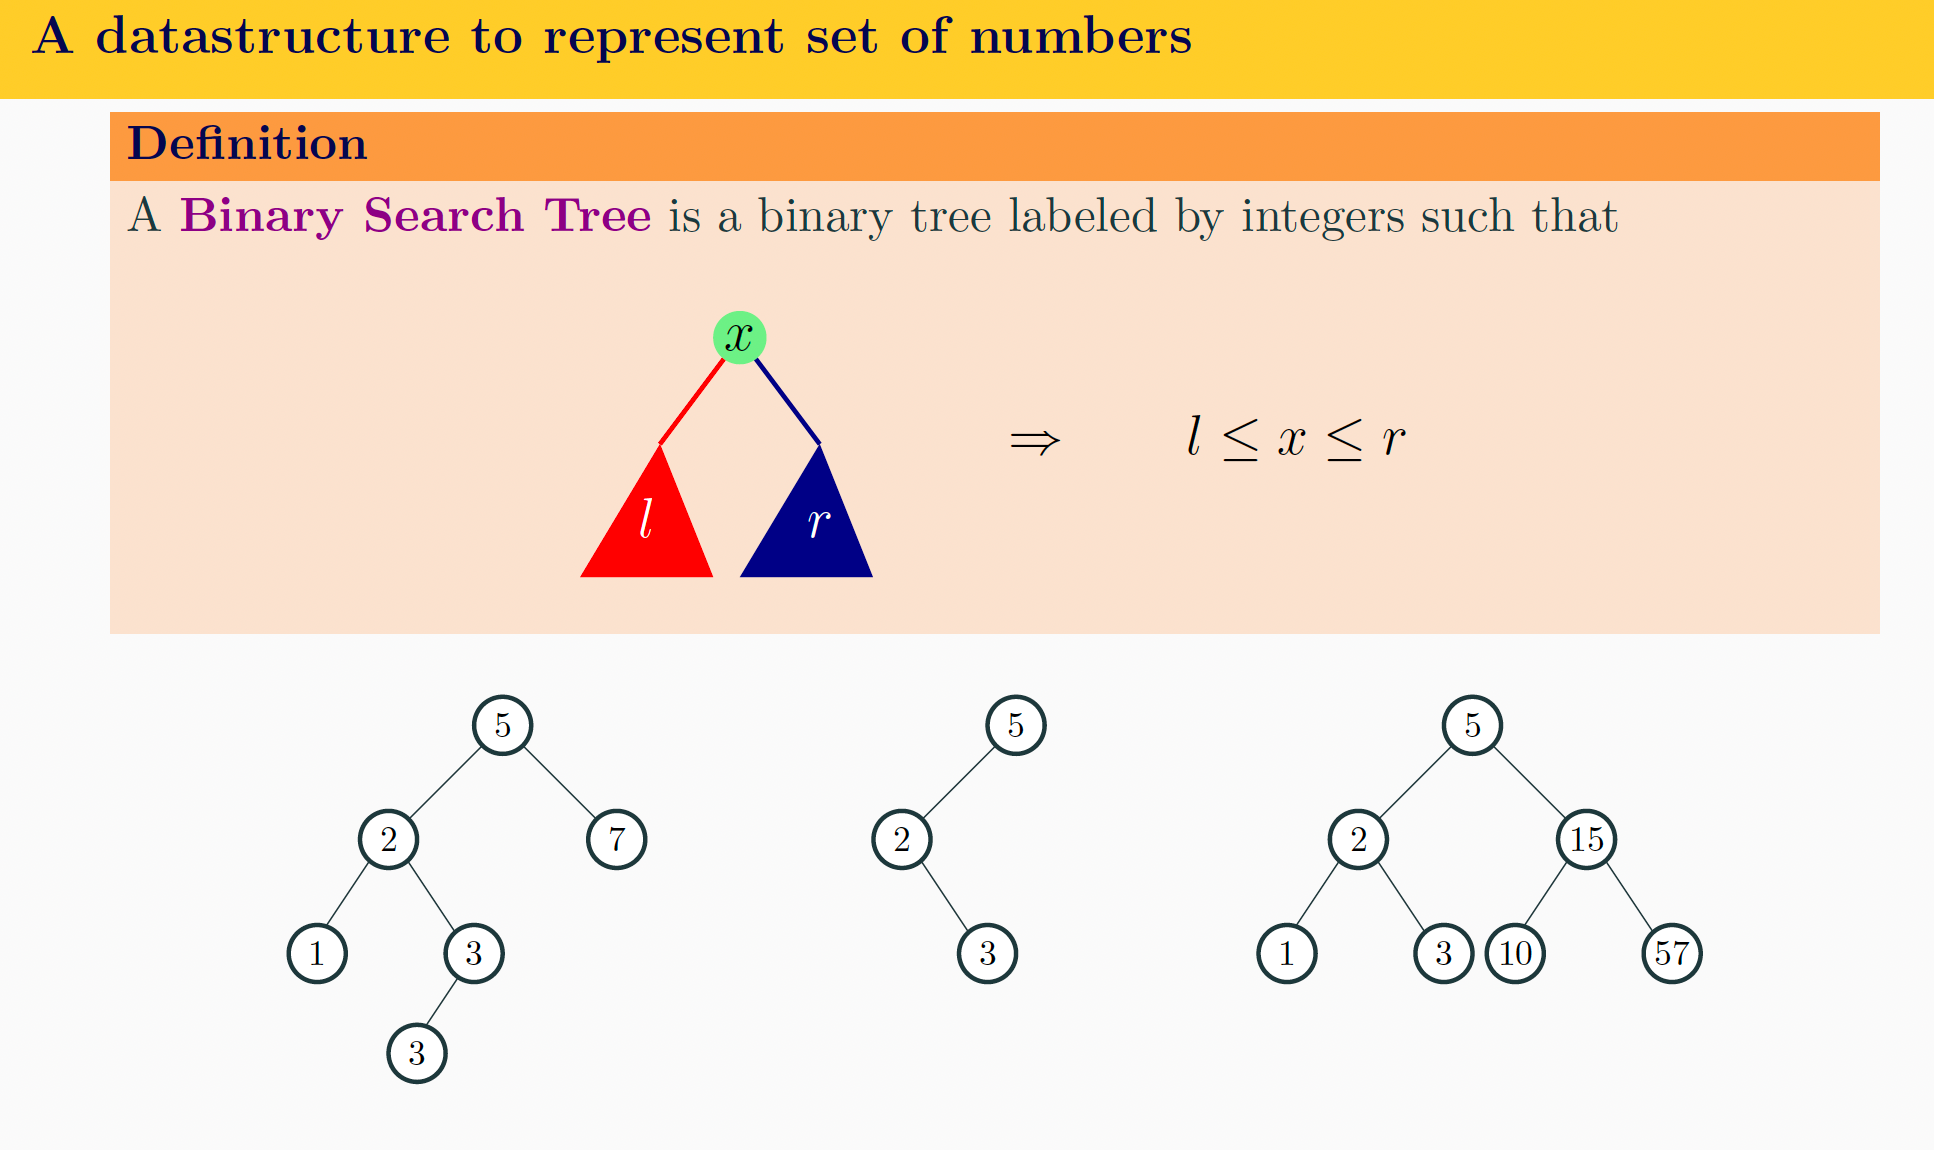 A datastructure to represent set of numbers
Definition
A Binary Search Tree is a binary tree labeled by integers such that
x
⇒ l ≤ x ≤ r
l r
5 5 5
2 7 2 15
1 3 3 1 3 10 57
3